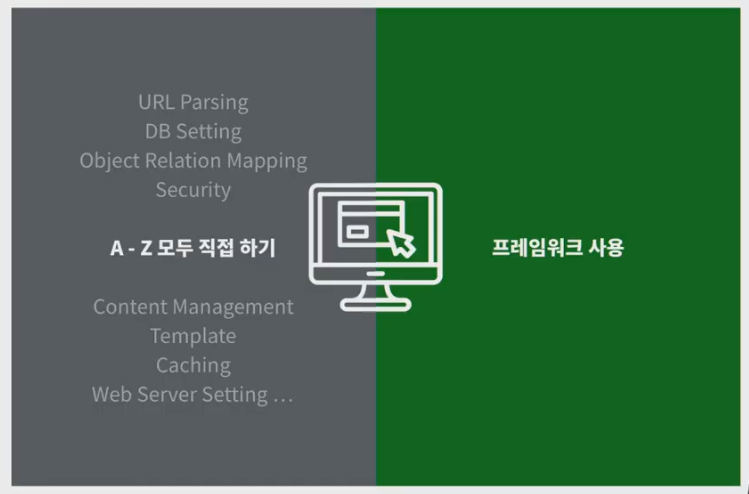 URL Parsing
DB Setting
Object Relation Mapping
Security
A - Z 모두 직접 하기
프레임워크 사용
Content Management
Template
Caching
Web Server Setting …